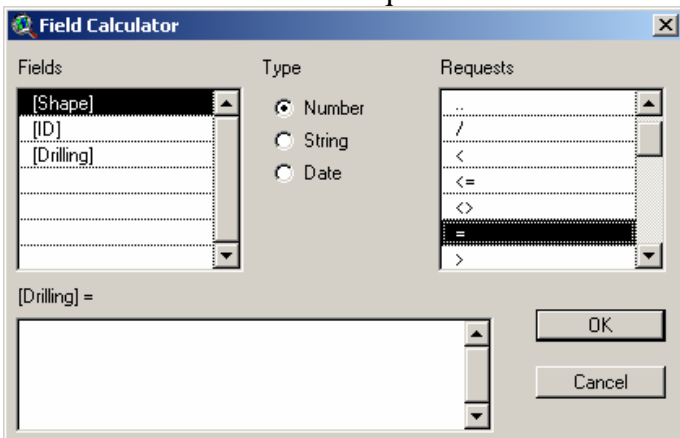 Field Calculator
Fields
Type
Requests
[Shape]
[ID]
[Drilling]
Number
String
Date
..
/
<
<=
<>
=
>
[Drilling] =
OK
Cancel